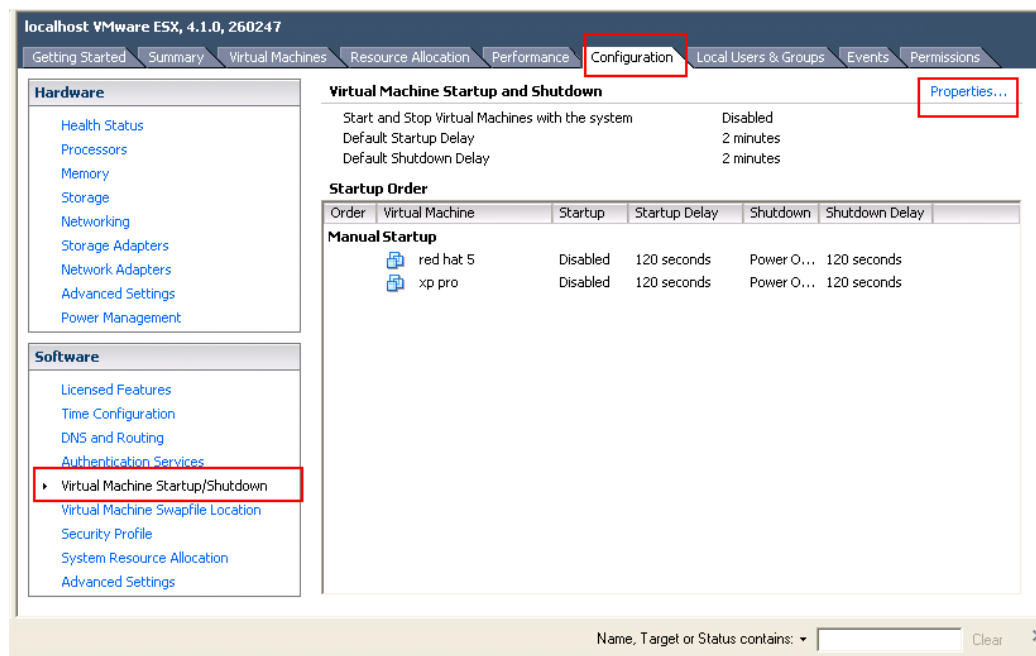 localhost VMware ESX, 4.1.0, 260247
Getting Started Summary Virtual Machines Resource Allocation Performance Configuration Local Users & Groups Events Permissions
Hardware
Health Status
Processors
Memory
Storage
Networking
Storage Adapters
Network Adapters
Advanced Settings
Power Management
Software
Licensed Features
Time Configuration
DNS and Routing
Authentication Services
Virtual Machine Startup/Shutdown
Virtual Machine Swapfile Location
Security Profile
System Resource Allocation
Advanced Settings
Virtual Machine Startup and Shutdown Properties...
Start and Stop Virtual Machines with the system Disabled
Default Startup Delay 2 minutes
Default Shutdown Delay 2 minutes
Startup Order
Order Virtual Machine Startup Startup Delay Shutdown Shutdown Delay
Manual Startup
red hat 5 Disabled 120 seconds Power O... 120 seconds
xp pro Disabled 120 seconds Power O... 120 seconds
Name, Target or Status contains: Clear